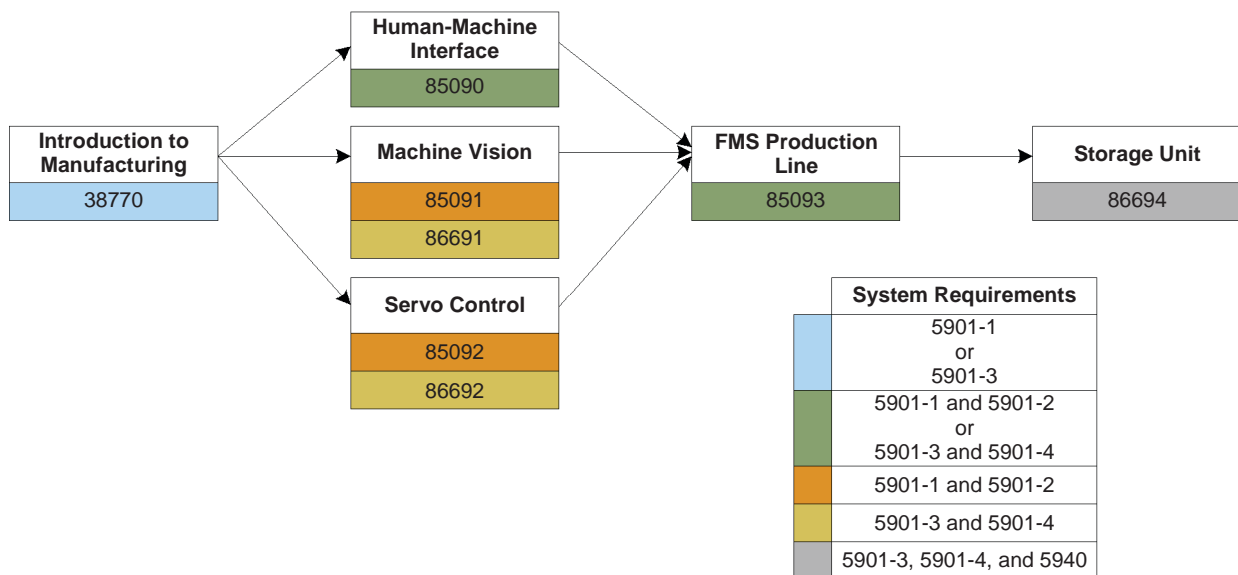 Human-Machine
Interface
85090
Introduction to
Manufacturing
38770
Machine Vision
85091
86691
FMS Production
Line
85093
Storage Unit
86694
Servo Control
85092
86692
System Requirements
5901-1
or
5901-3
5901-1 and 5901-2
or
5901-3 and 5901-4
5901-1 and 5901-2
5901-3 and 5901-4
5901-3, 5901-4, and 5940